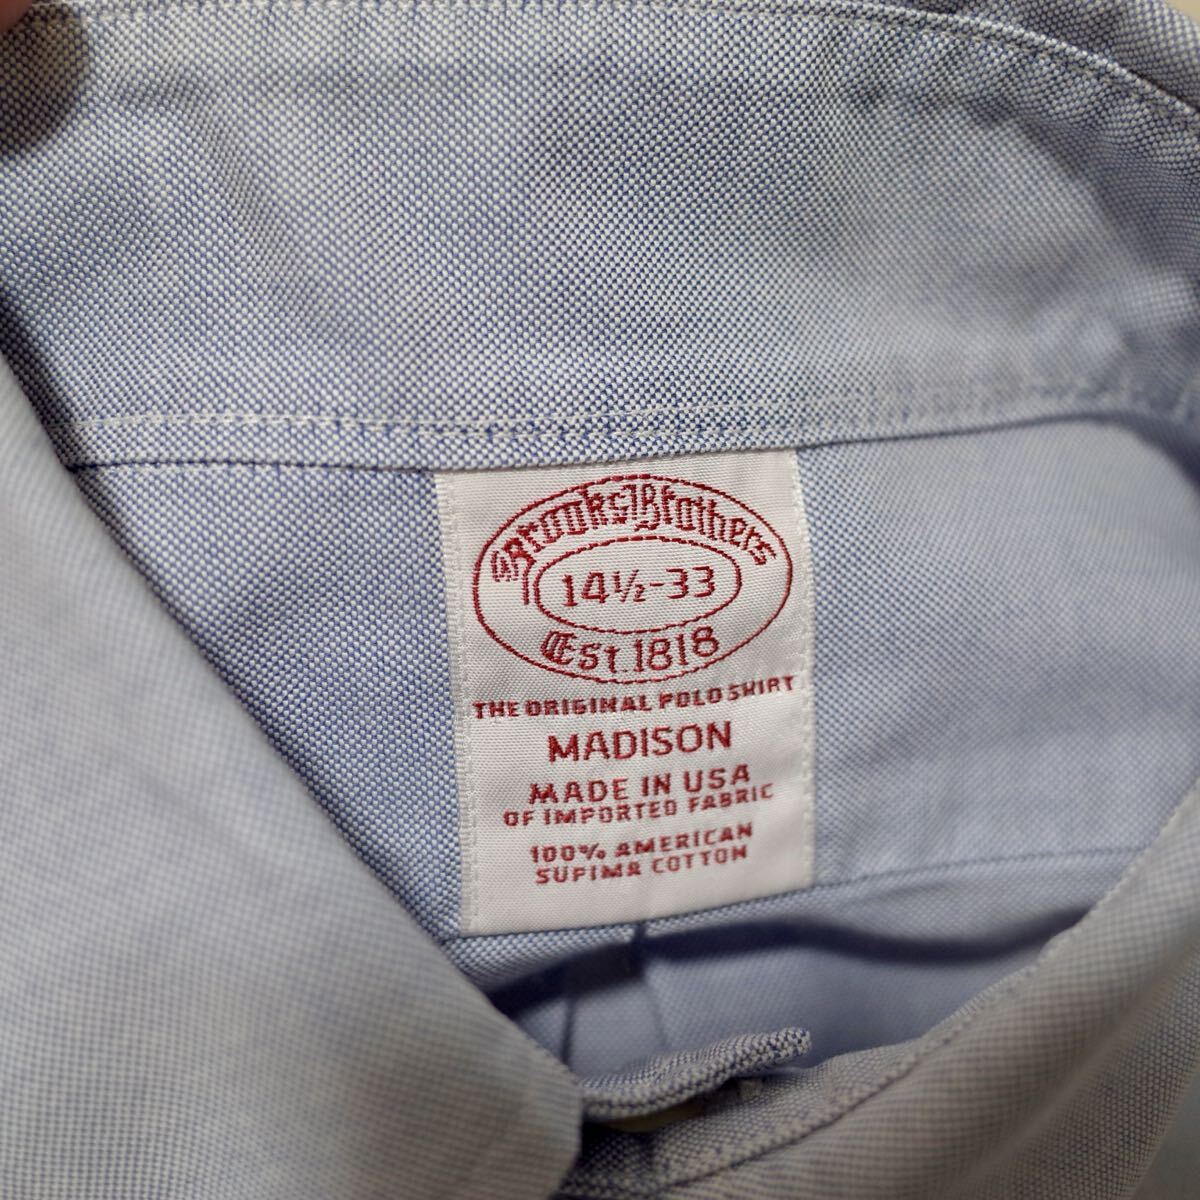 Brooks Brothers
14½-33
Est. 1818
THE ORIGINAL POLO SHIRT
MADISON
MADE IN USA
OF IMPORTED FABRIC
100% AMERICAN
SUPIMA COTTON